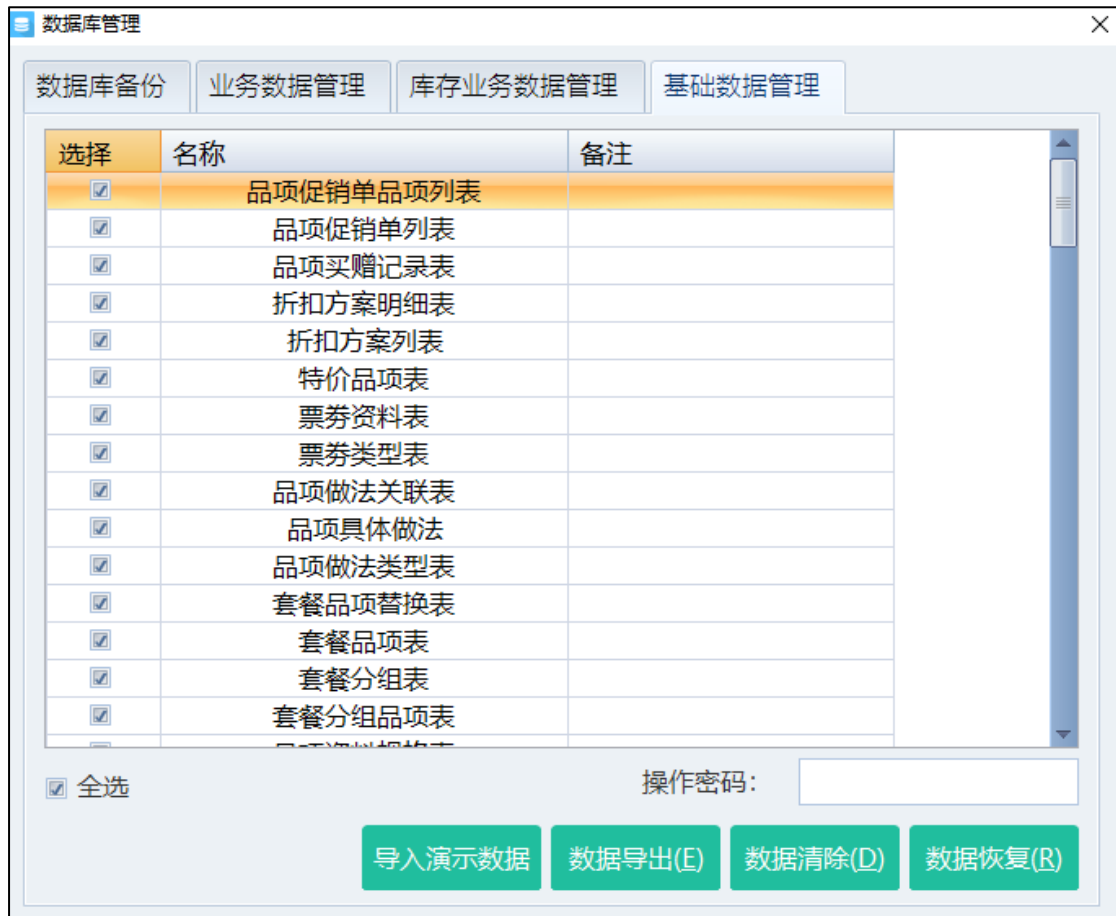 数据库管理
数据库备份 业务数据管理 库存业务数据管理 基础数据管理
选择 名称 备注
品项促销单品项列表
品项促销单列表
品项买赠记录表
折扣方案明细表
折扣方案列表
特价品项表
票券资料表
票券类型表
品项做法关联表
品项具体做法
品项做法类型表
套餐品项替换表
套餐品项表
套餐分组表
套餐分组品项表
全选 操作密码：
导入演示数据 数据导出(E) 数据清除(D) 数据恢复(R)